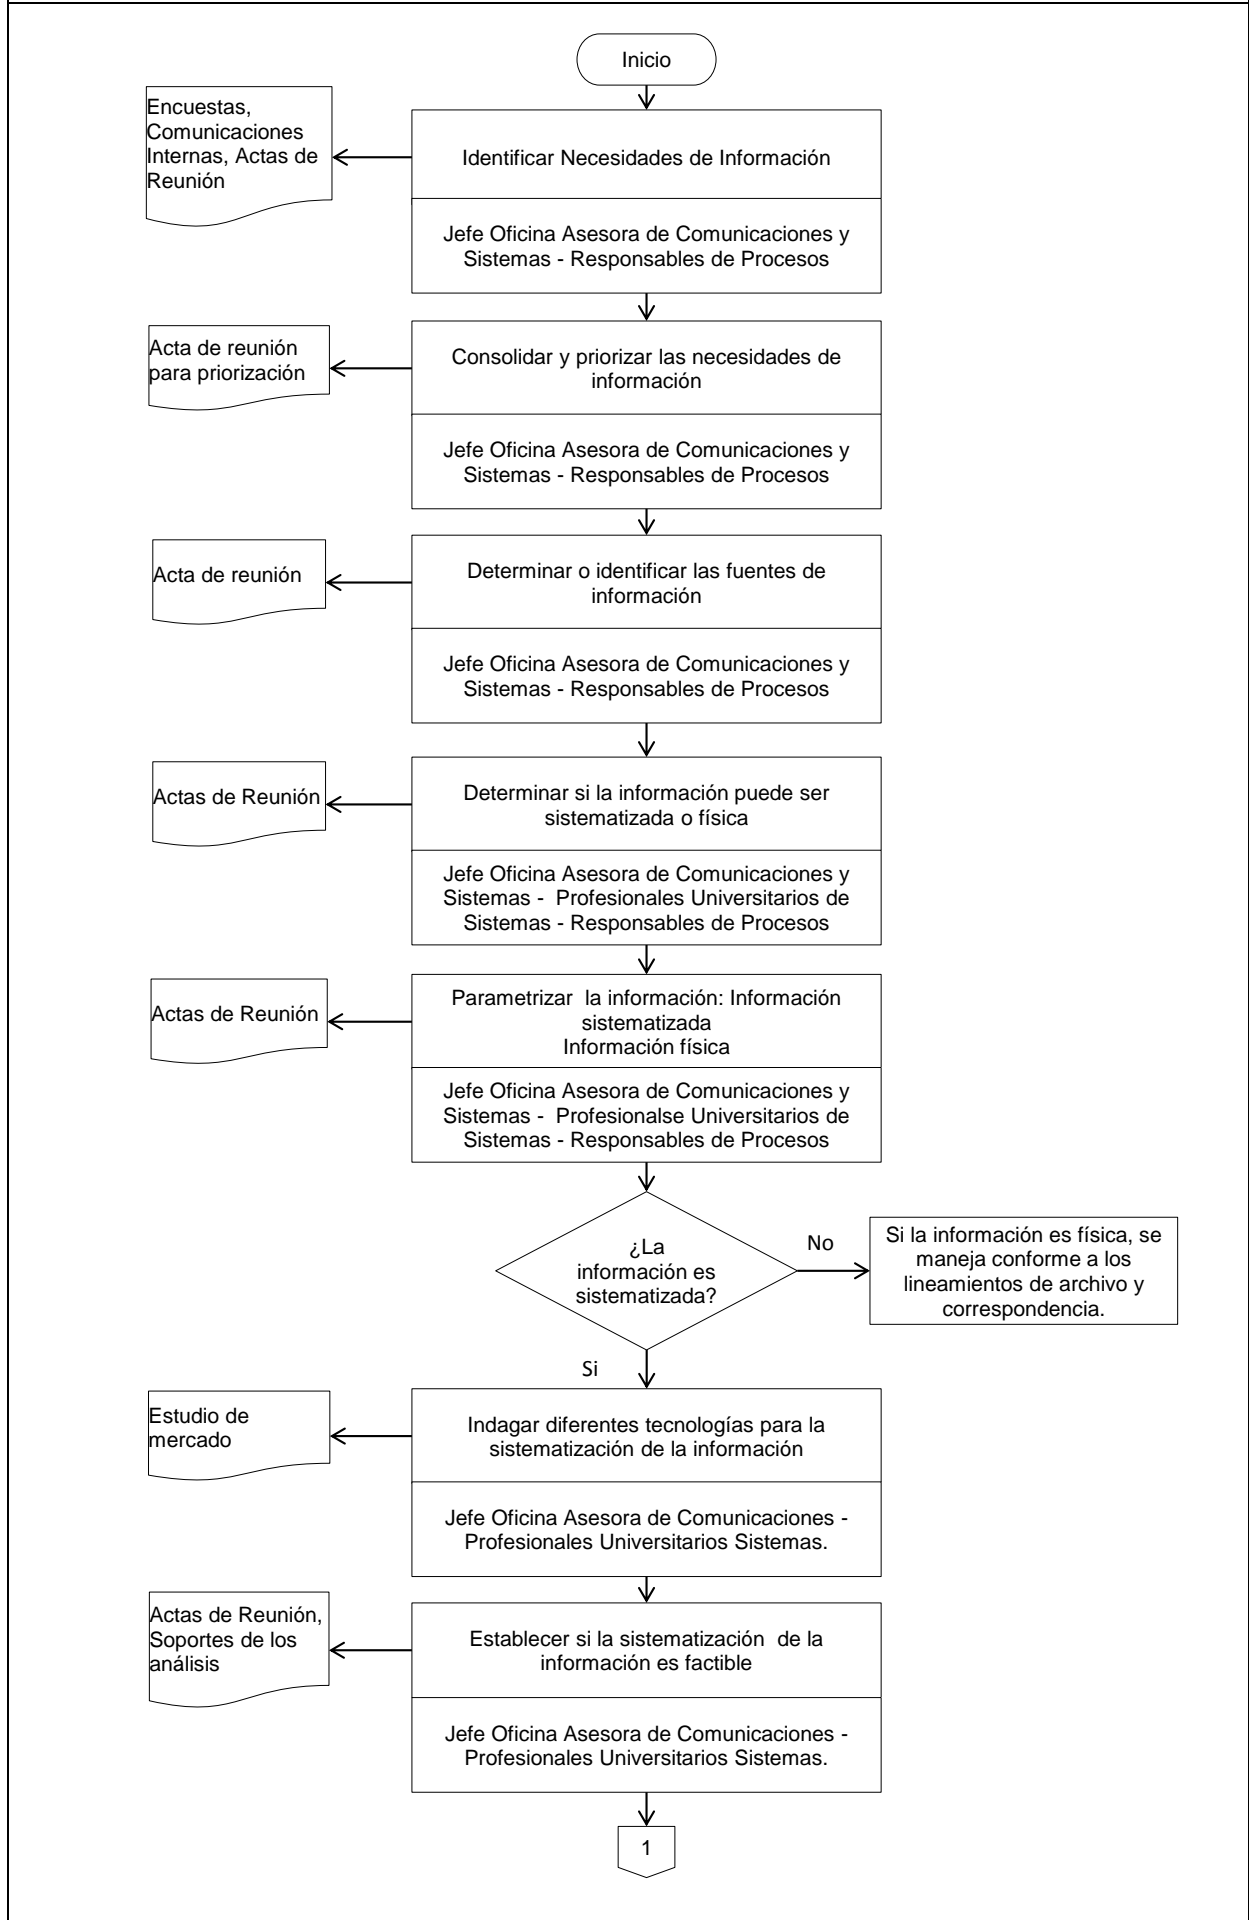 Inicio
Encuestas,
Comunicaciones
Internas, Actas de
Reunión
Identificar Necesidades de Información
Jefe Oficina Asesora de Comunicaciones y
Sistemas - Responsables de Procesos
Acta de reunión
para priorización
Consolidar y priorizar las necesidades de
información
Jefe Oficina Asesora de Comunicaciones y
Sistemas - Responsables de Procesos
Acta de reunión
Determinar o identificar las fuentes de
información
Jefe Oficina Asesora de Comunicaciones y
Sistemas - Responsables de Procesos
Actas de Reunión
Determinar si la información puede ser
sistematizada o física
Jefe Oficina Asesora de Comunicaciones y
Sistemas - Profesionales Universitarios de
Sistemas - Responsables de Procesos
Actas de Reunión
Parametrizar la información: Información
sistematizada
Información física
Jefe Oficina Asesora de Comunicaciones y
Sistemas - Profesionalse Universitarios de
Sistemas - Responsables de Procesos
¿La
información es
sistematizada?
No
Si la información es física, se
maneja conforme a los
lineamientos de archivo y
correspondencia.
Si
Estudio de
mercado
Indagar diferentes tecnologías para la
sistematización de la información
Jefe Oficina Asesora de Comunicaciones -
Profesionales Universitarios Sistemas.
Actas de Reunión,
Soportes de los
análisis
Establecer si la sistematización de la
información es factible
Jefe Oficina Asesora de Comunicaciones -
Profesionales Universitarios Sistemas.
1